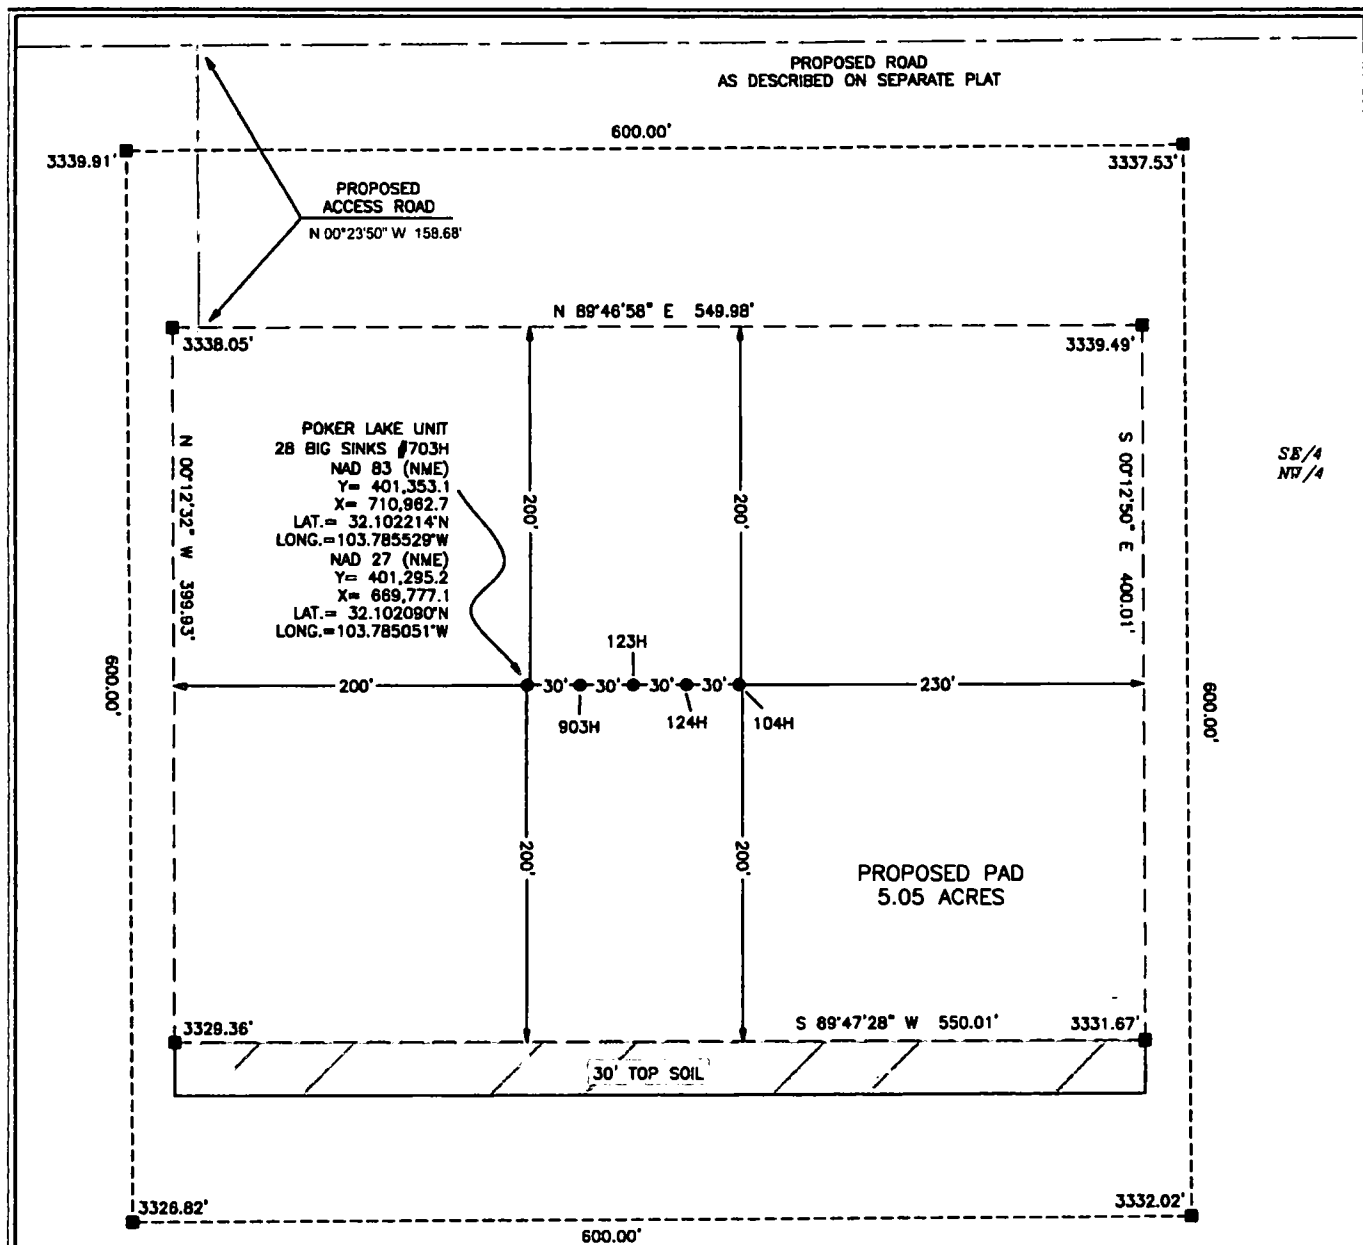 PROPOSED ROAD
AS DESCRIBED ON SEPARATE PLAT
600.00'
3339.91'
3337.53'
PROPOSED
ACCESS ROAD
N 00°23'50" W 158.68'
N 89°46'58" E 549.98'
3338.05'
3339.49'
POKER LAKE UNIT
28 BIG SINKS #703H
NAD 83 (NME)
Y= 401,353.1
X= 710,962.7
LAT.= 32.102214°N
LONG.=103.785529°W
NAD 27 (NME)
Y= 401,295.2
X= 669,777.1
LAT.= 32.102090°N
LONG.=103.785051°W
N 00°12'32" W 399.93'
S 00°12'50" E 400.01'
SE/4
NW/4
200'
200'
600.00'
600.00'
123H
200'
30'
30'
30'
30'
230'
903H
124H
104H
200'
200'
PROPOSED PAD
5.05 ACRES
3329.36'
S 89°47'28" W 550.01'
3331.67'
30' TOP SOIL
3326.82'
3332.02'
600.00'